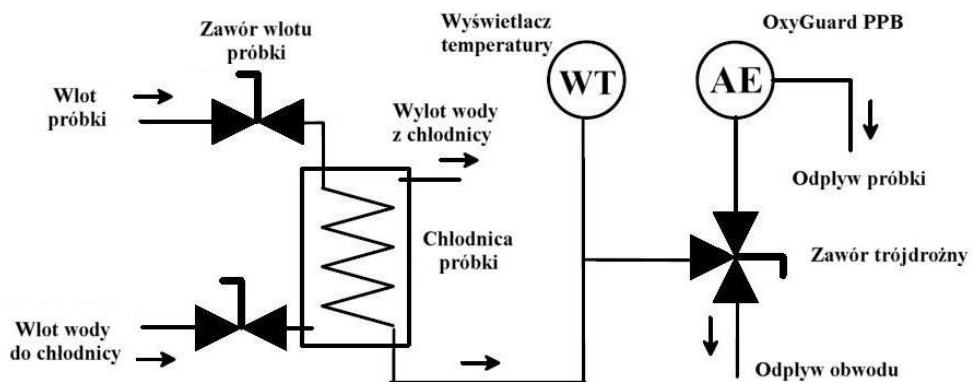 Zawór wlotu
próbki
Wlot
próbki
Wylot wody
z chłodnicy
Chłodnica
próbki
Wlot wody
do chłodnicy
Wyświetlacz
temperatury
WT
OxyGuard PPB
AE
Odpływ próbki
Zawór trójdrożny
Odpływ obwodu